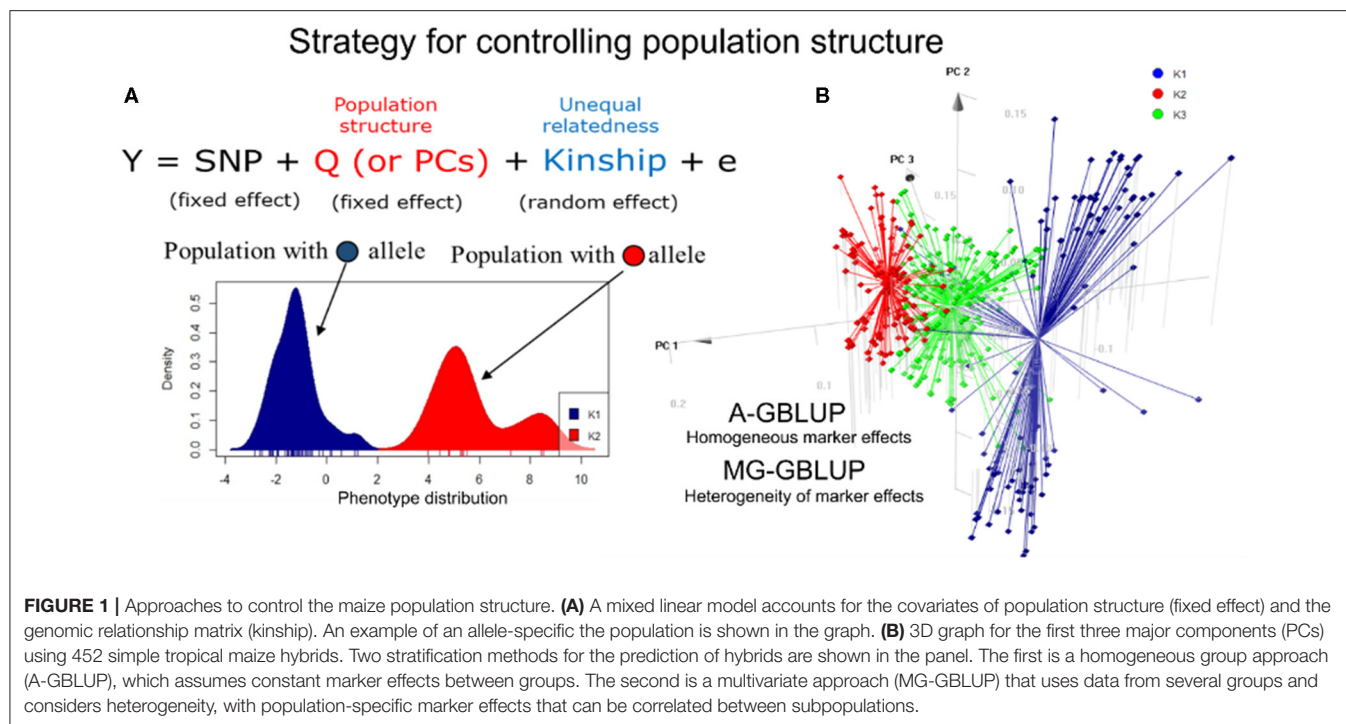 Strategy for controlling population structure
A
Population structure
Unequal relatedness
Y = SNP + Q (or PCs) + Kinship + e
(fixed effect) (fixed effect) (random effect)
Population with allele
Population with allele
Density
0.0 0.1 0.2 0.3 0.4 0.5
K1
K2
-4 -2 0 2 4 6 8 10
Phenotype distribution
B
K1
K2
K3
PC 2
0.15
PC 3
0.15
0.10
PC 1
0.2
0.1
-0.1
A-GBLUP
Homogeneous marker effects
MG-GBLUP
Heterogeneity of marker effects
FIGURE 1 | Approaches to control the maize population structure. (A) A mixed linear model accounts for the covariates of population structure (fixed effect) and the
genomic relationship matrix (kinship). An example of an allele-specific the population is shown in the graph. (B) 3D graph for the first three major components (PCs)
using 452 simple tropical maize hybrids. Two stratification methods for the prediction of hybrids are shown in the panel. The first is a homogeneous group approach
(A-GBLUP), which assumes constant marker effects between groups. The second is a multivariate approach (MG-GBLUP) that uses data from several groups and
considers heterogeneity, with population-specific marker effects that can be correlated between subpopulations.